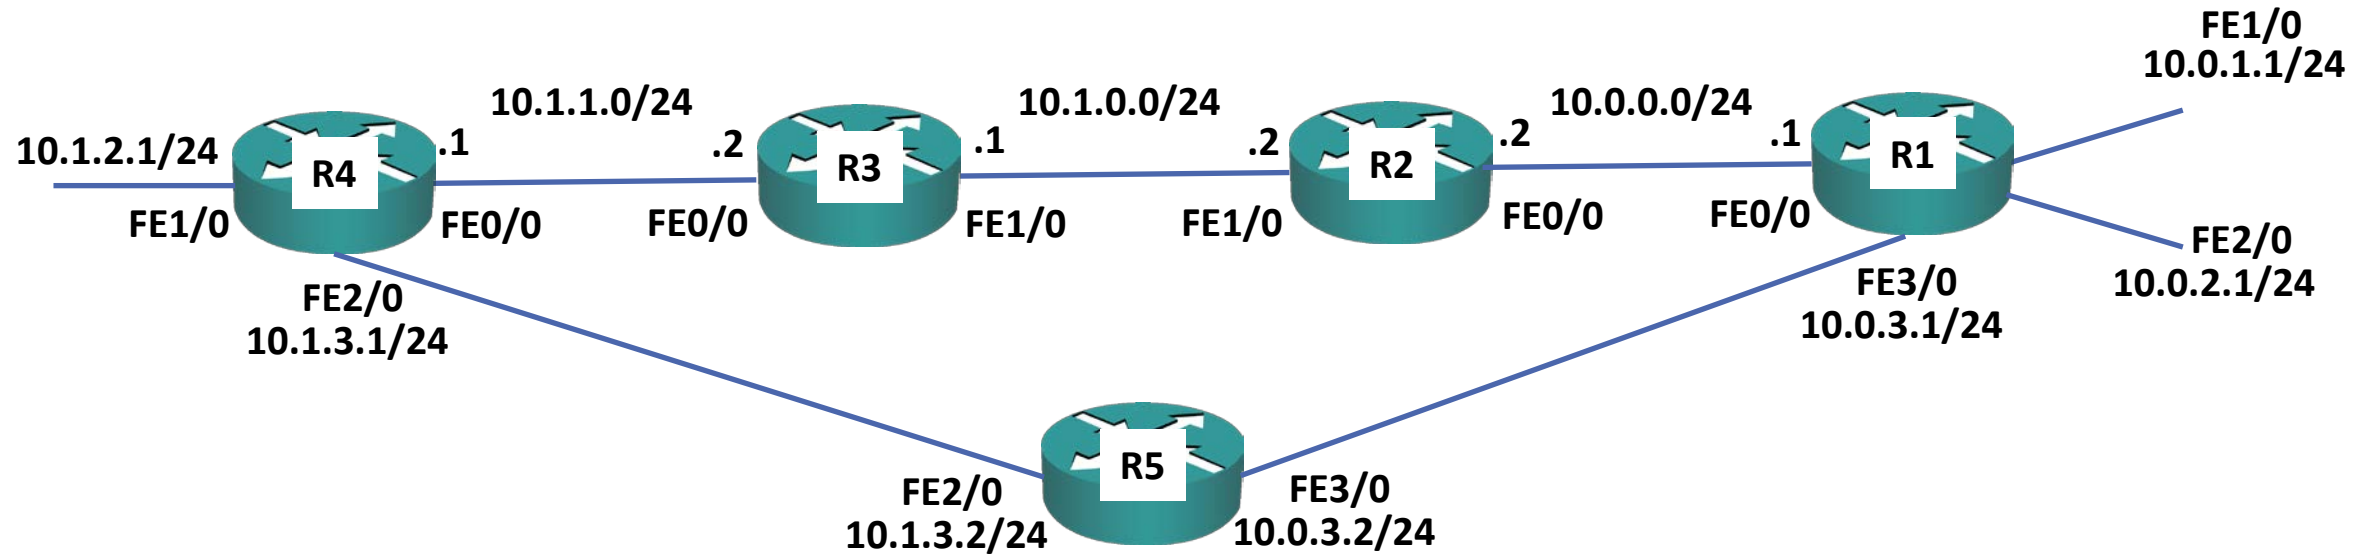 FE1/0
10.0.1.1/24
10.1.1.0/24
10.1.0.0/24
10.0.0.0/24
10.1.2.1/24
R4
.1
.2
R3
.1
.2
R2
.2
.1
R1
FE1/0
FE0/0
FE0/0
FE1/0
FE1/0
FE0/0
FE0/0
FE2/0
10.0.2.1/24
FE2/0
10.1.3.1/24
FE3/0
10.0.3.1/24
R5
FE2/0
10.1.3.2/24
FE3/0
10.0.3.2/24